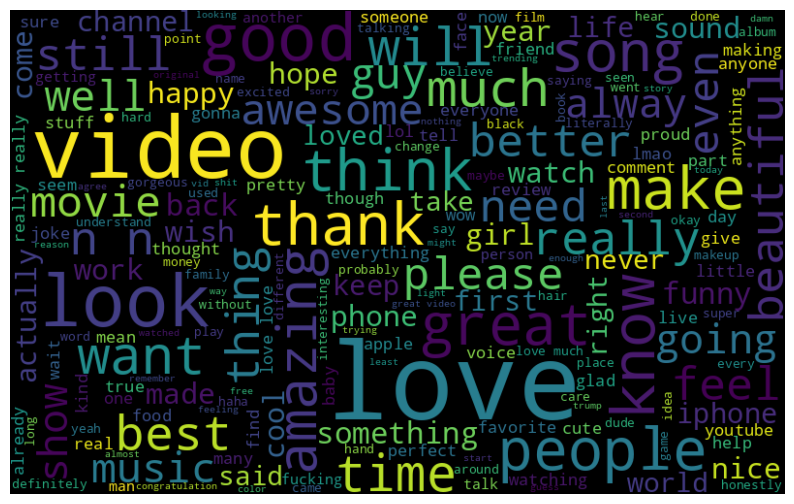 sure
channel
another
someone
now
film
looking
hear
done
damn
come
still
point
good
talking
will
face
year
trending
song
life
sound
album
making
anyone
getting
name
hope
guy
friend
believe
saying
seen
went
story
well
original
excited
sorry
much
happy
gonna
everyone
nothing
book
literally
alway
even
beautiful
stuff
hard
awesome
black
better
proud
anything
video
loved
lol
tell
change
maybe
think
watch
comment
part
lmao
today
seem
agree
gorgeous
vid
shit
pretty
take
review
need
make
last
really really
movie
back
used
though
wow
second
okay
day
joke
n n
wish
thank
say
girl
really
give
reason
understand
thought
everything
person
never
makeup
actually
money
family
different
probably
please
little
look
way
thing
great video
light
keep
first
hair
right
know
funny
work
without
interesting
phone
great
live
super
word
play
amazing
trying
going
wait
mean
watched
love love
apple
voice
love much
place
every
want
remember
baby
least
love
glad
feel
true
kind
one
made
free
care
idea
show
haha
feeling
trump
iphone
already
long
food
cool
favorite
cute
dude
game
youtube
yeah
best
find
something
people
help
real
almost
many
hand
perfect
start
around
world
nice
music
said
fucking
time
talk
watching
honestly
definitely
man
congratulation
color
came
guess